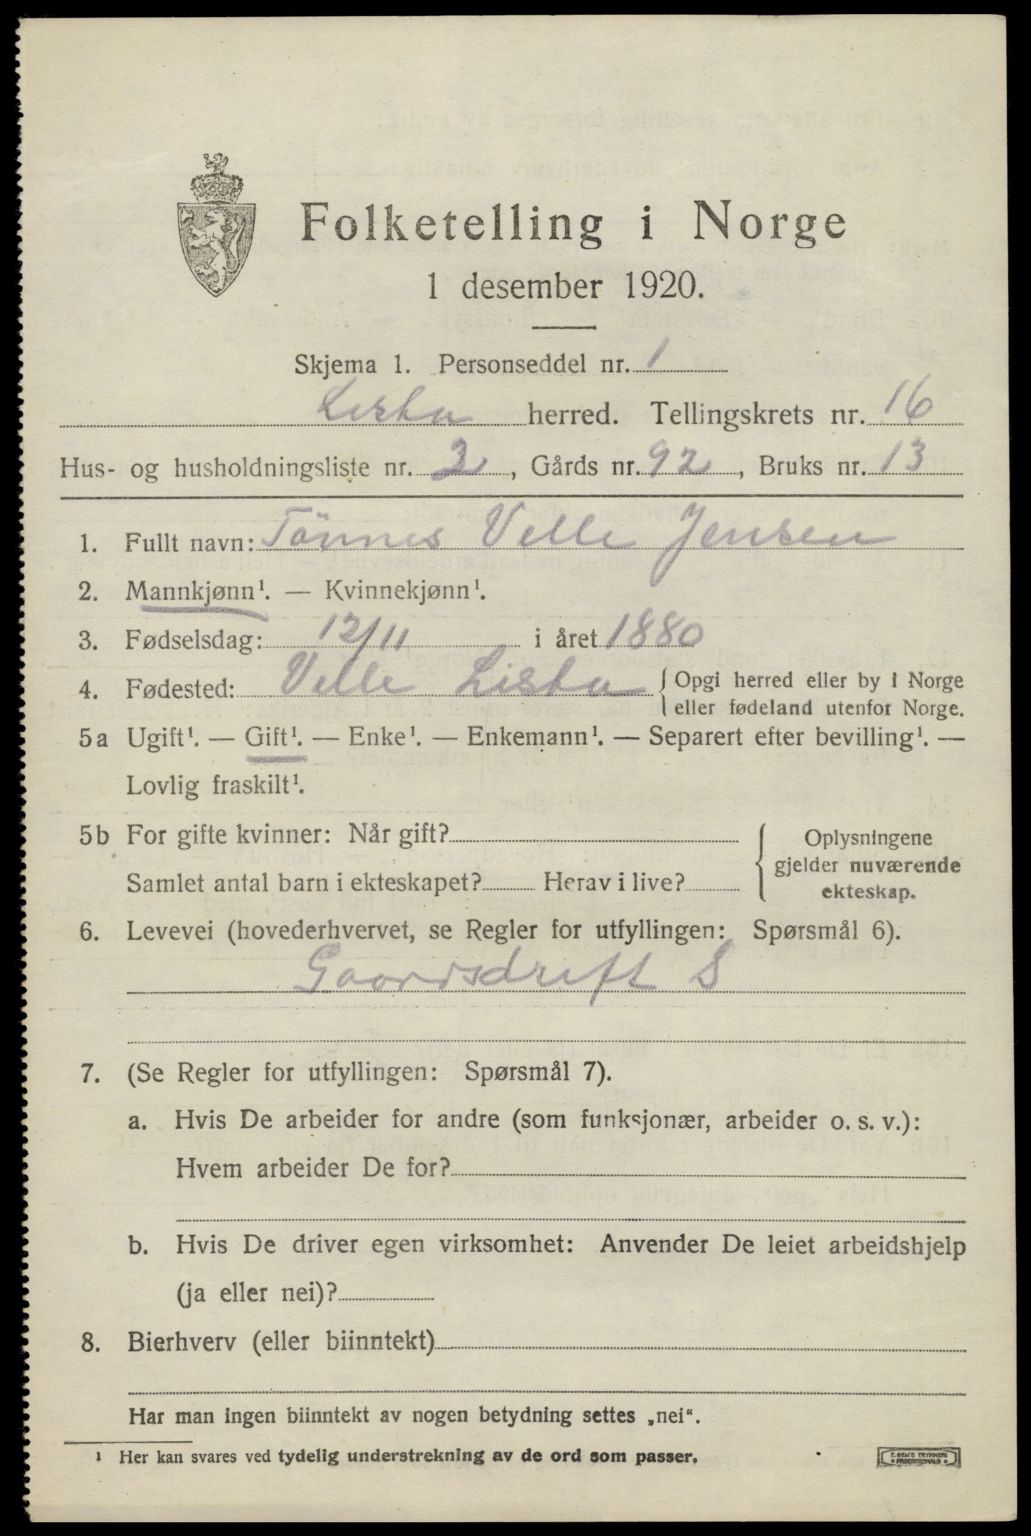 Folketelling i Norge
1 desember 1920.
Skjema 1. Personseddel nr. 1
Lista herred. Tellingskrets nr. 16
Hus- og husholdningsliste nr. 2, Gårds nr. 92, Bruks nr. 13
1. Fullt navn: Tönnes Velle Jensen
2. Mannkjønn¹. — Kvinnekjønn¹.
3. Fødselsdag: 12/11 i året 1880
4. Fødested: Velle Lista { Opgi herred eller by i Norge
eller fødeland utenfor Norge.
5a Ugift¹. — Gift¹. — Enke¹. — Enkemann¹. — Separert efter bevilling¹. —
Lovlig fraskilt¹.
5b For gifte kvinner: Når gift?
Samlet antal barn i ekteskapet? Herav i live?
Oplysningene
gjelder nuværende
ekteskap.
6. Levevei (hovederhvervet, se Regler for utfyllingen: Spørsmål 6).
Gaardsdrift S
7. (Se Regler for utfyllingen: Spørsmål 7).
a. Hvis De arbeider for andre (som funksjonær, arbeider o. s. v.):
Hvem arbeider De for?
b. Hvis De driver egen virksomhet: Anvender De leiet arbeidshjelp
(ja eller nei)?
8. Bierhverv (eller biinntekt)
Har man ingen biinntekt av nogen betydning settes „nei".
¹ Her kan svares ved tydelig understrekning av de ord som passer.